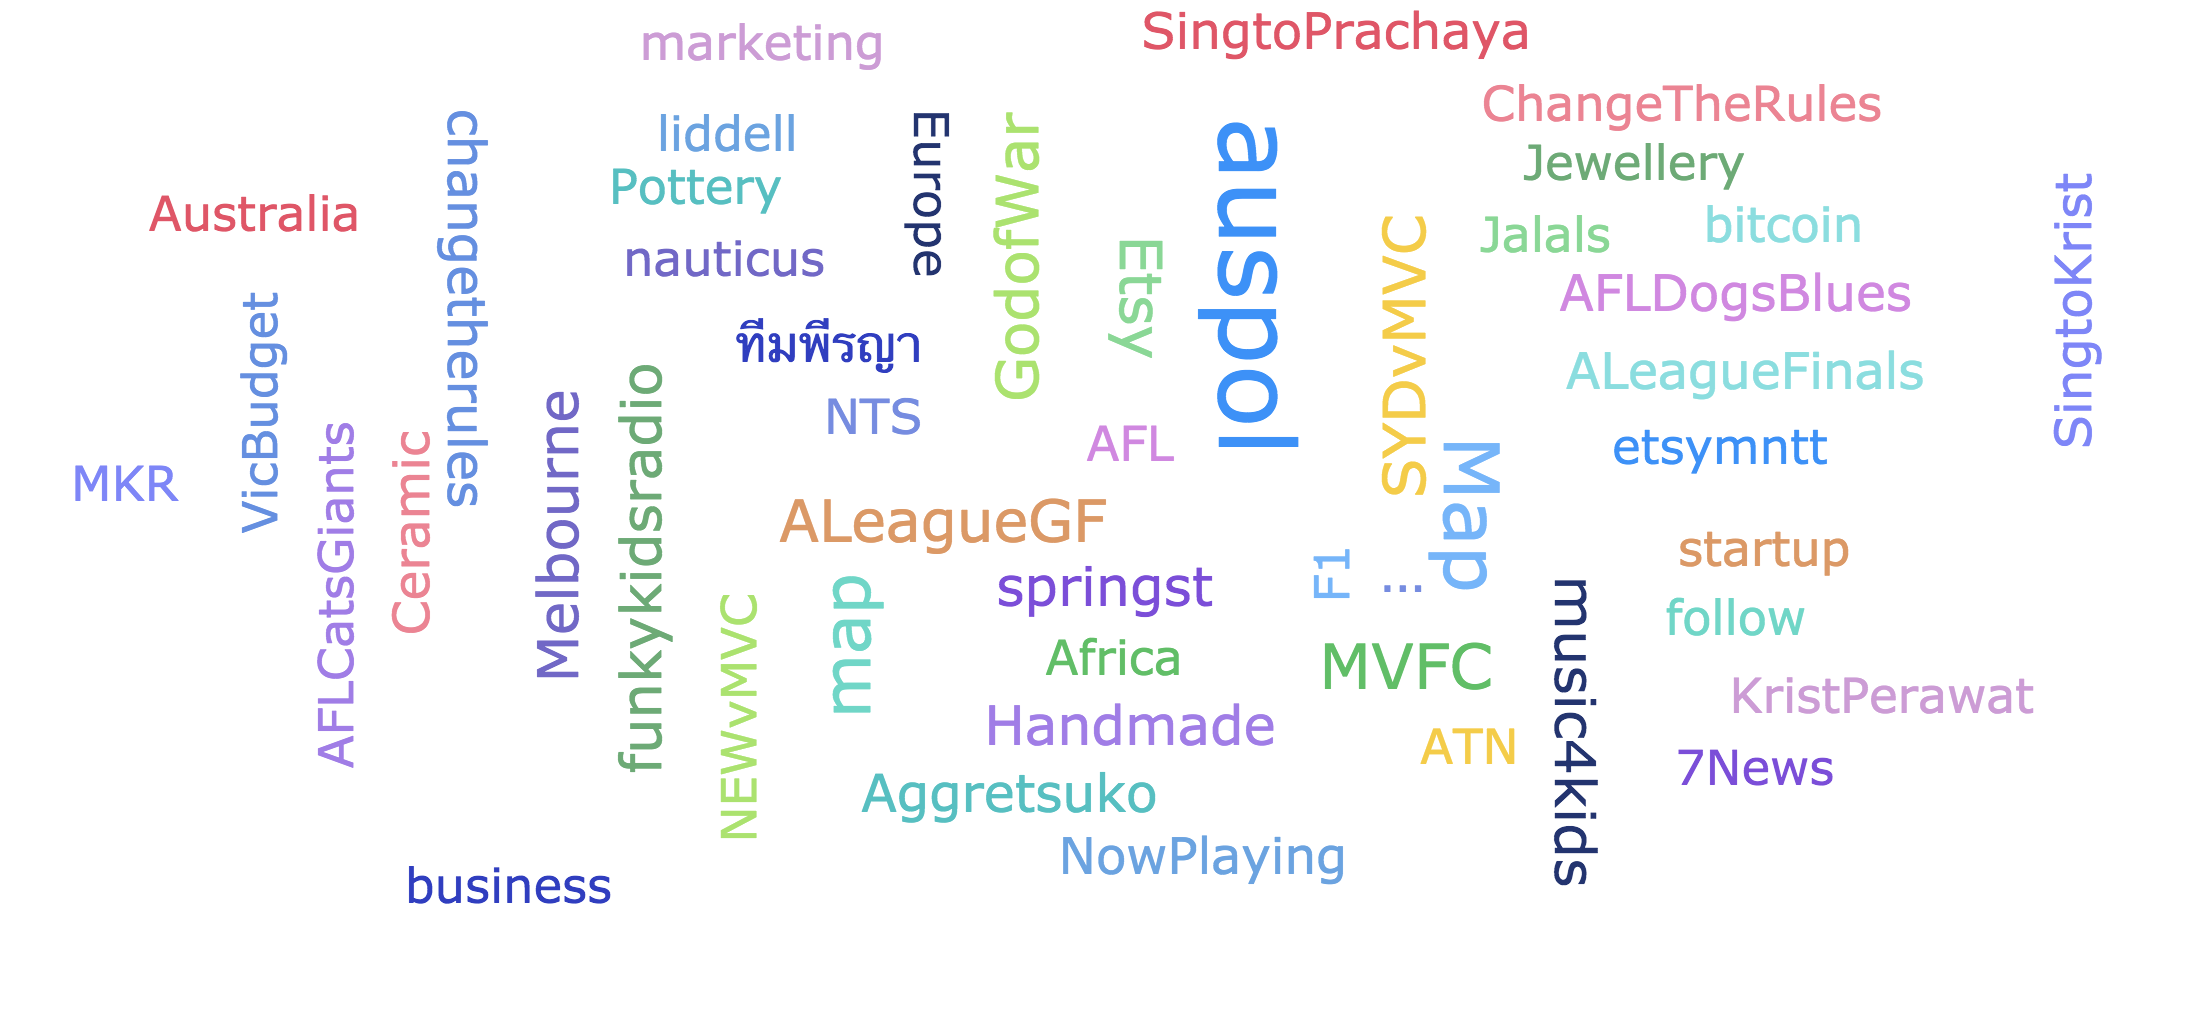 marketing
SingtoPrachaya
ChangeTheRules
changetherules
liddell
Europe
GodofWar
auspol
Jewellery
Pottery
Australia
SingtoKrist
nauticus
Etsy
SYDvMVC
Jalals
bitcoin
AFLDogsBlues
VicBudget
ทีมพีรญา
ALeagueFinals
funkykidsradio
Melbourne
NTS
AFL
etsymntt
MKR
AFLCatsGiants
Ceramic
Map
ALeagueGF
startup
springst
F1
...
map
NEWvMVC
music4kids
follow
Africa
MVFC
KristPerawat
Handmade
ATN
7News
Aggretsuko
NowPlaying
business